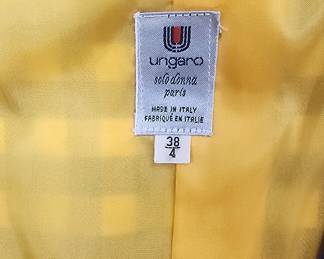 ungaro
solo donna
paris
MADE IN ITALY
FABRIQUÉ EN ITALIE
38
4